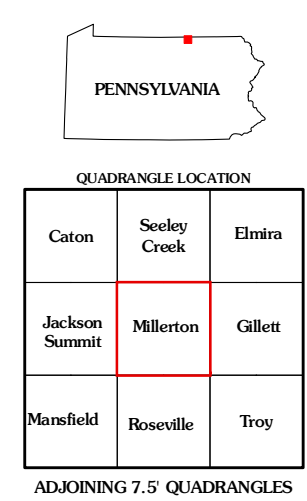 PENNSYLVANIA
QUADRANGLE LOCATION
Caton
Seeley
Creek
Elmira
Jackson
Summit
Millerton
Gillett
Mansfield
Roseville
Troy
ADJOINING 7.5' QUADRANGLES